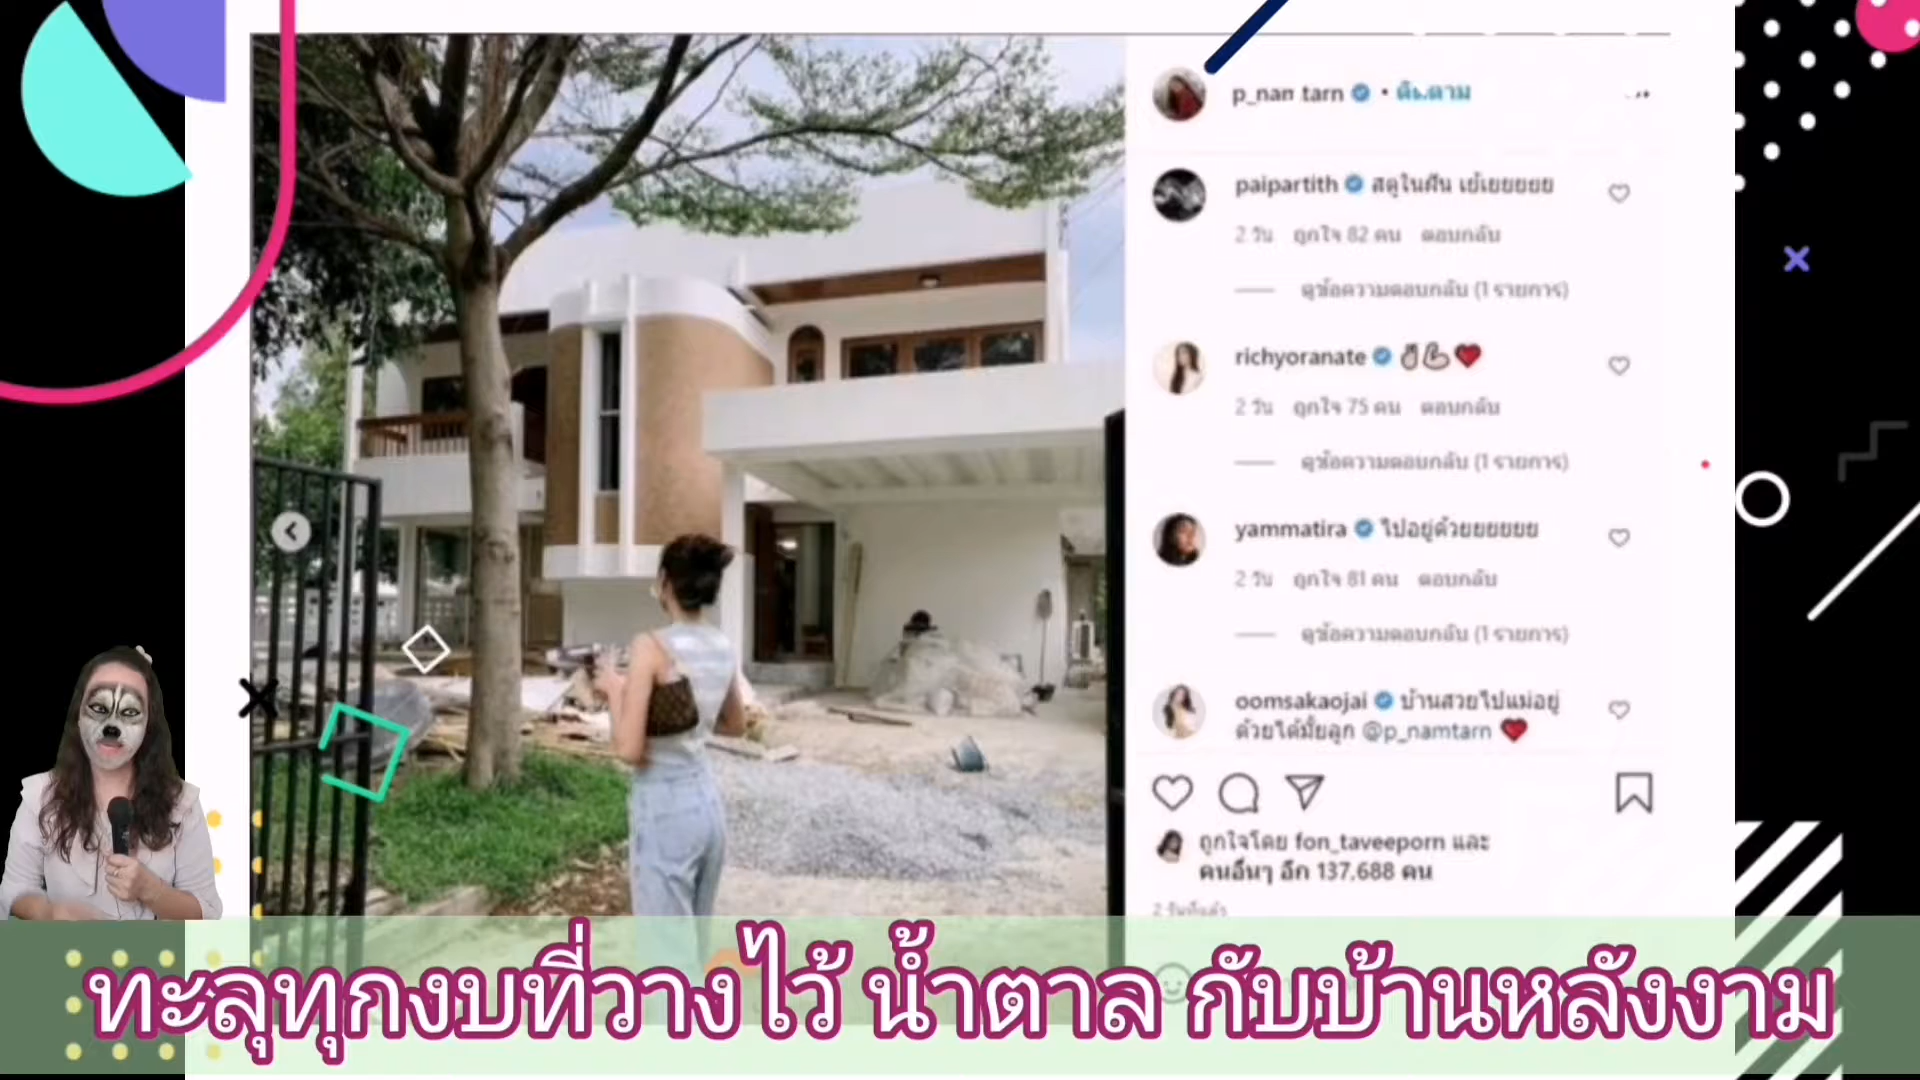 p_namtarn • ติดตาม
paipartith สตูในฝัน เย้เยยยยย
2 วัน ถูกใจ 82 คน ตอบกลับ
ดูข้อความตอบกลับ (1 รายการ)
richyoranate
2 วัน ถูกใจ 75 คน ตอบกลับ
ดูข้อความตอบกลับ (1 รายการ)
yammatira ไปอยู่ด้วยยยยยย
2 วัน ถูกใจ 81 คน ตอบกลับ
ดูข้อความตอบกลับ (1 รายการ)
oomsakaojai บ้านสวยไปแม่อยู่
ด้วยได้มั้ยลูก @p_namtarn ❤️
ถูกใจโดย fon_taveeporn และ
คนอื่นๆ อีก 137,688 คน
2 วันที่แล้ว
ทะลุทุกงบที่วางไว้ น้ำตาล กับบ้านหลังงาม